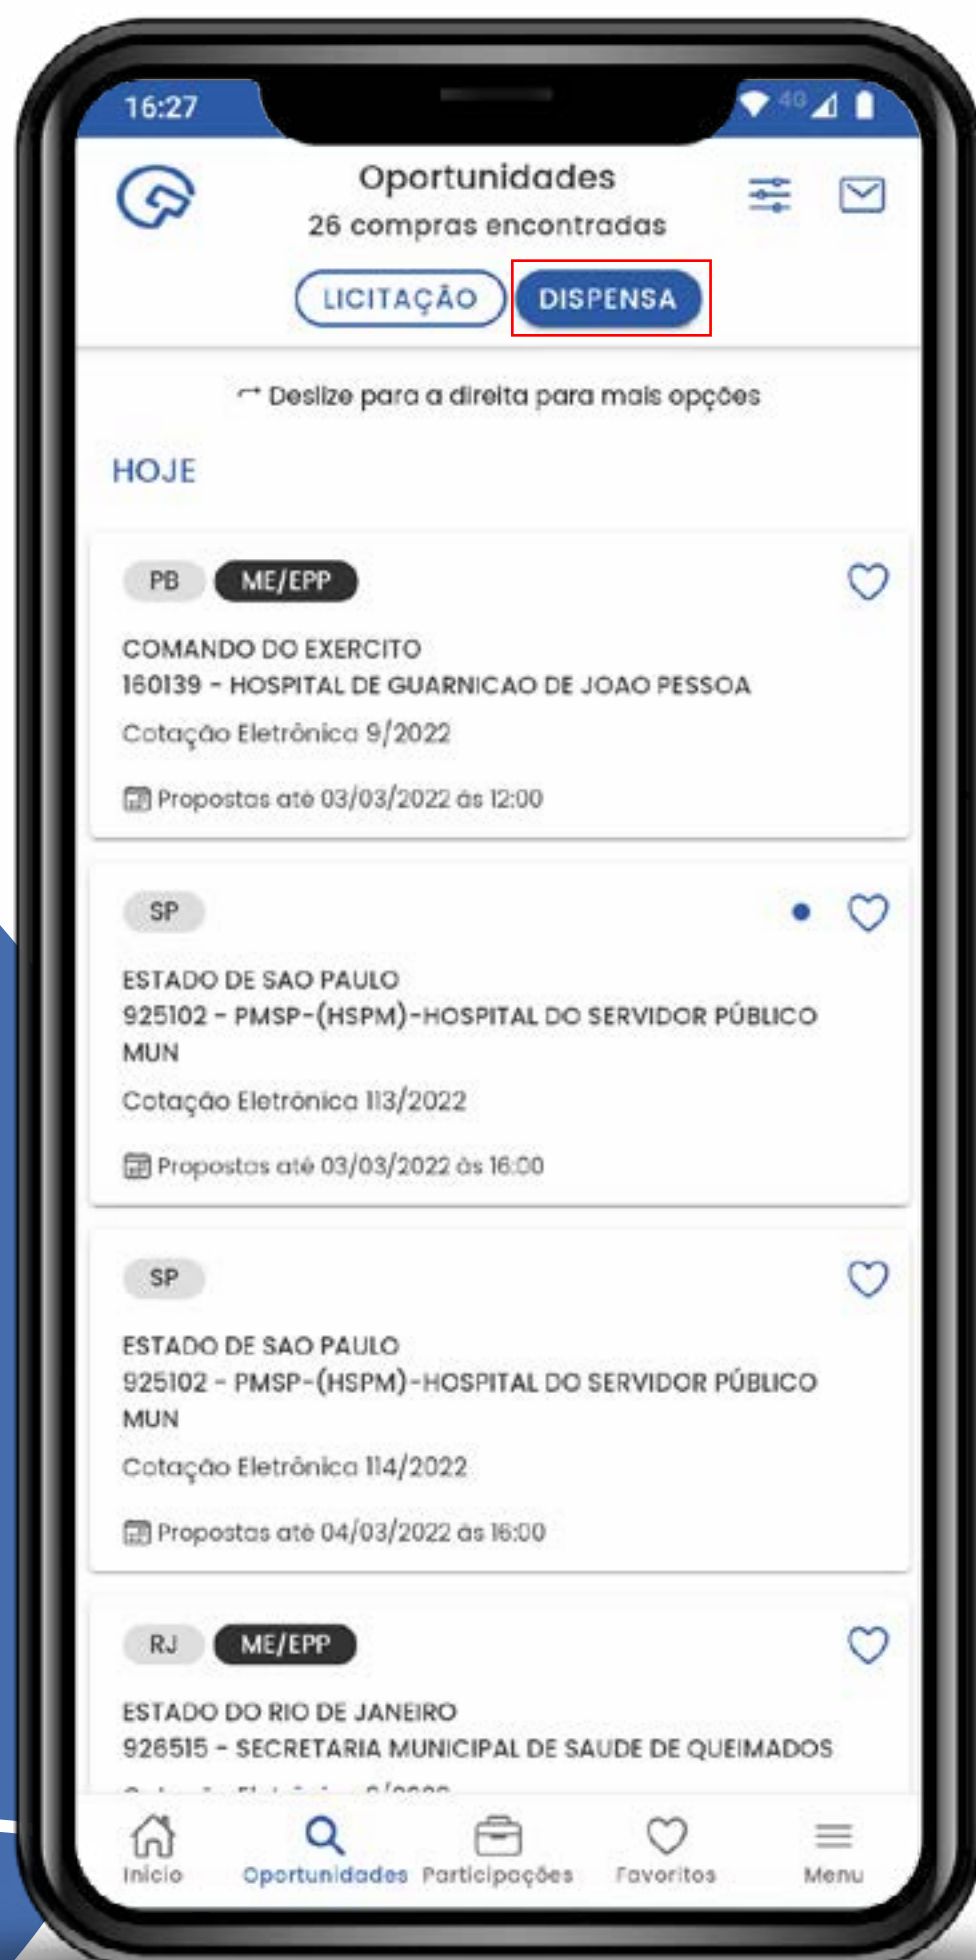 16:27
4G
Oportunidades
26 compras encontradas
LICITAÇÃO
DISPENSA
Deslize para a direita para mais opções
HOJE
PB
ME/EPP
COMANDO DO EXERCITO
160139 - HOSPITAL DE GUARNICAO DE JOAO PESSOA
Cotação Eletrônica 9/2022
Propostas até 03/03/2022 às 12:00
SP
ESTADO DE SAO PAULO
925102 - PMSP-(HSPM)-HOSPITAL DO SERVIDOR PÚBLICO
MUN
Cotação Eletrônica 113/2022
Propostas até 03/03/2022 às 16:00
SP
ESTADO DE SAO PAULO
925102 - PMSP-(HSPM)-HOSPITAL DO SERVIDOR PÚBLICO
MUN
Cotação Eletrônica 114/2022
Propostas até 04/03/2022 às 16:00
RJ
ME/EPP
ESTADO DO RIO DE JANEIRO
926515 - SECRETARIA MUNICIPAL DE SAUDE DE QUEIMADOS
Início
Oportunidades
Participações
Favoritos
Menu